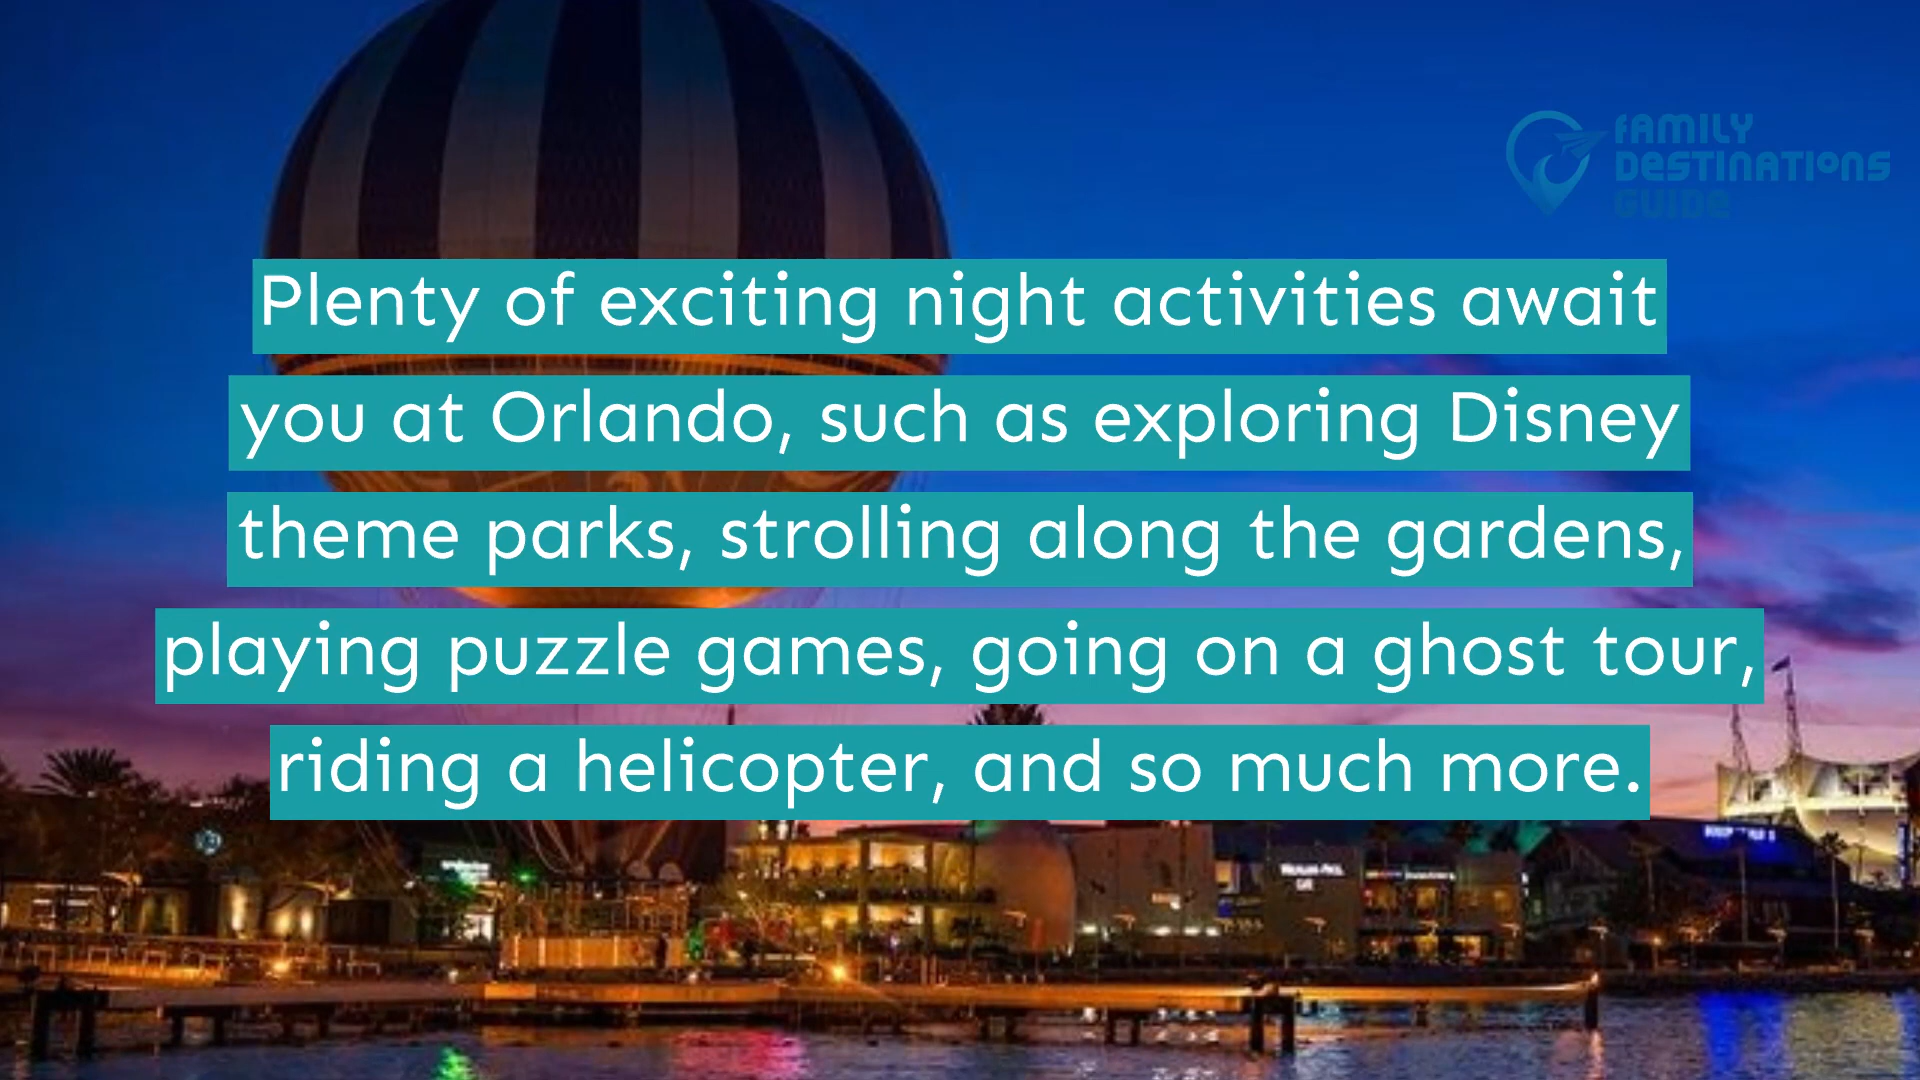 FAMILY
DESTINATIONS
GUIDE
Plenty of exciting night activities await
you at Orlando, such as exploring Disney
theme parks, strolling along the gardens,
playing puzzle games, going on a ghost tour,
riding a helicopter, and so much more.